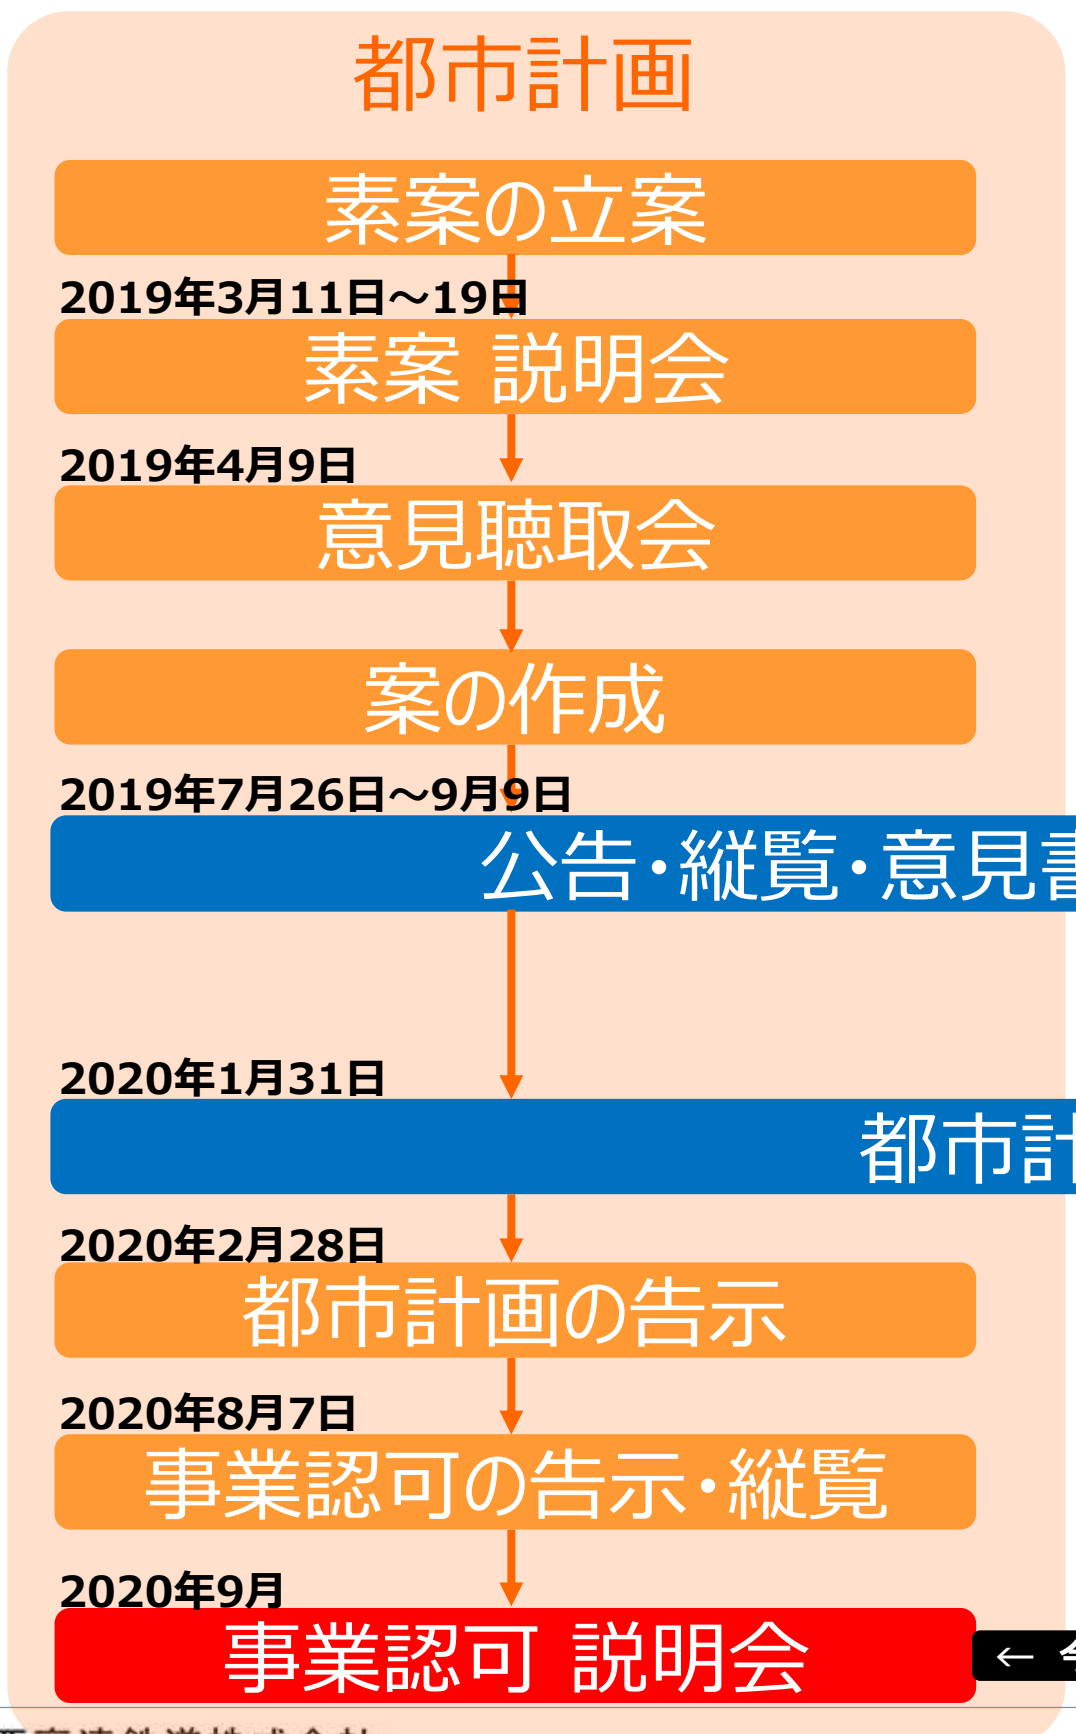 都市計画
素案の立案
2019年3月11日～19日
素案 説明会
2019年4月9日
意見聴取会
案の作成
2019年7月26日～9月9日
公告・縦覧・意見書
2020年1月31日
都市計
2020年2月28日
都市計画の告示
2020年8月7日
事業認可の告示・縦覧
2020年9月
事業認可 説明会
←